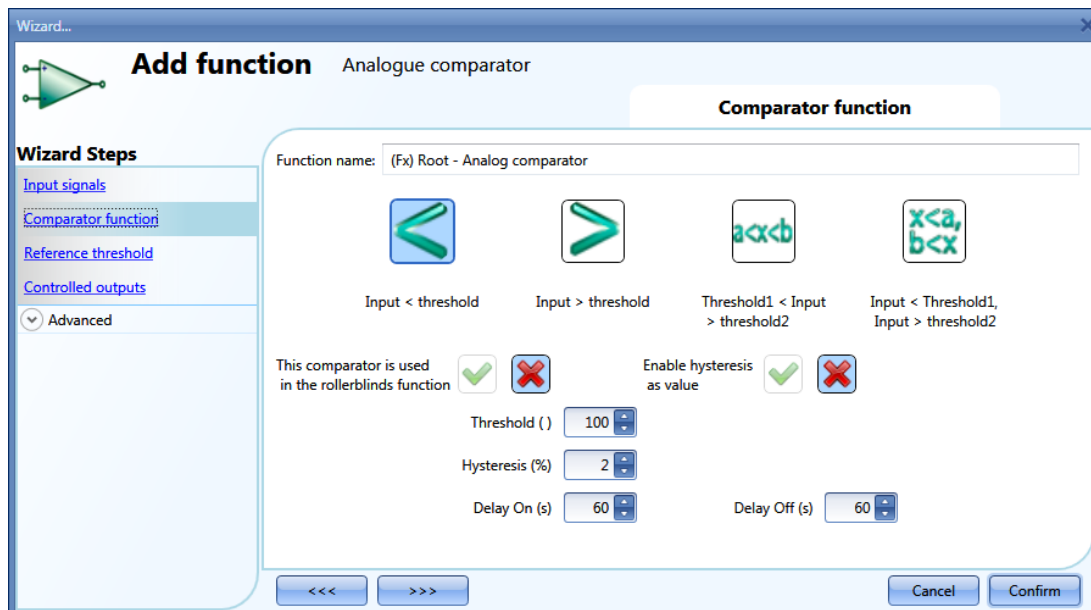 Wizard...
Add function Analogue comparator
Comparator function
Wizard Steps
Input signals
Comparator function
Reference threshold
Controlled outputs
Advanced
Function name: (Fx) Root - Analog comparator
<
>
a<x<b
x<a,
b<x
Input < threshold
Input > threshold
Threshold1 < Input
> threshold2
Input < Threshold1,
Input > threshold2
This comparator is used
in the rollerblinds function
Enable hysteresis
as value
Threshold ( ) 100
Hysteresis (%) 2
Delay On (s) 60 Delay Off (s) 60
<<< >>> Cancel Confirm